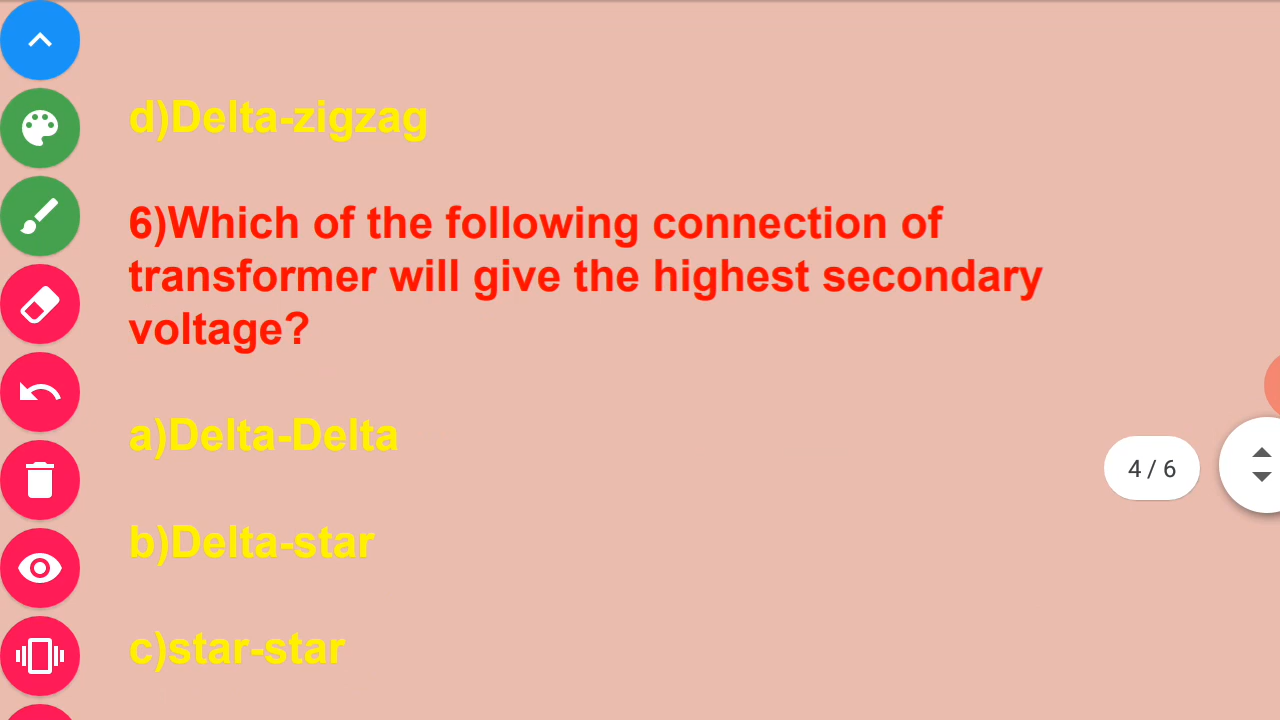 d)Delta-zigzag
6)Which of the following connection of
transformer will give the highest secondary
voltage?
a)Delta-Delta
4 / 6
b)Delta-star
c)star-star